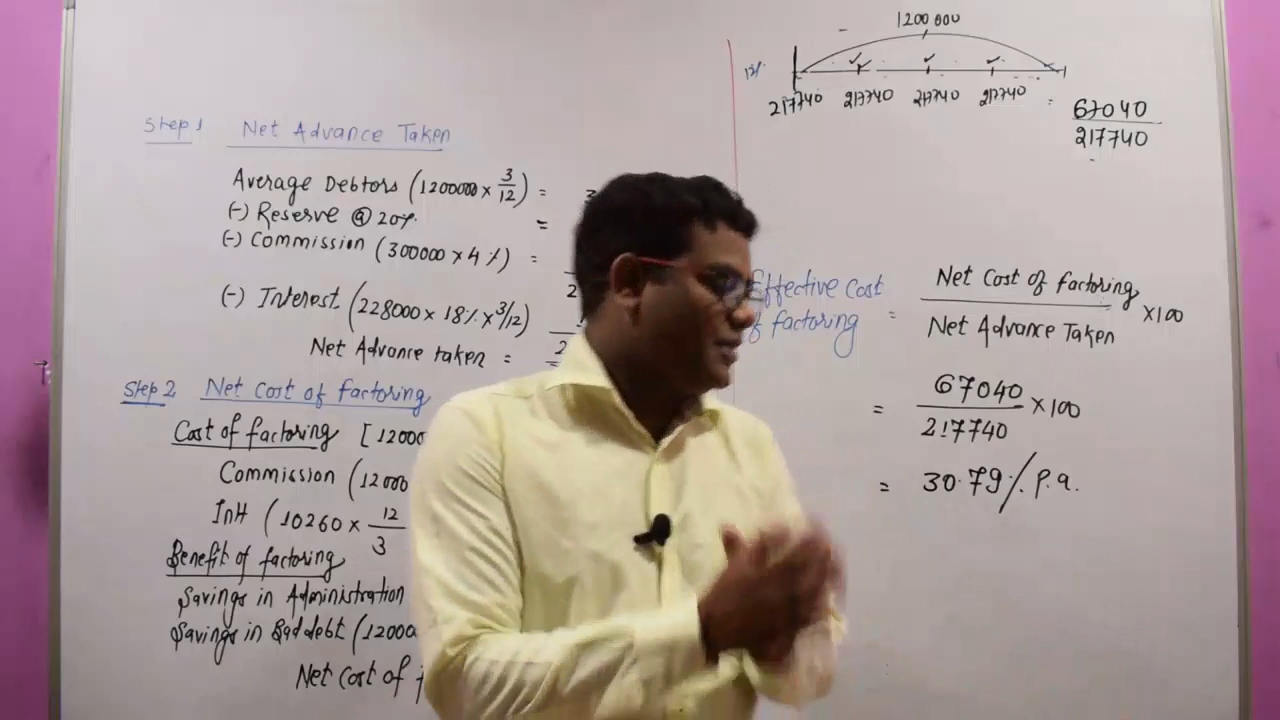 Step 1 Net Advance Taken
Average Debtors (1200000 × 3/12) =
(-) Reserve @ 20% =
(-) Commission (300000 × 4%) =
(-) Interest (228000 × 18% × 3/12)
Net Advance taken =
Step 2 Net Cost of factoring
Cost of factoring [12000
Commission (12000
Int (10260 × 12/3
Benefit of factoring
Savings in Administration
Savings in Bad debt (12000
Net Cost of f
1200000
217740 217740 217740 217740
67040
217740
Effective Cost of factoring = Net Cost of factoring / Net Advance Taken × 100
= 67040 / 217740 × 100
= 30.79% p.a.